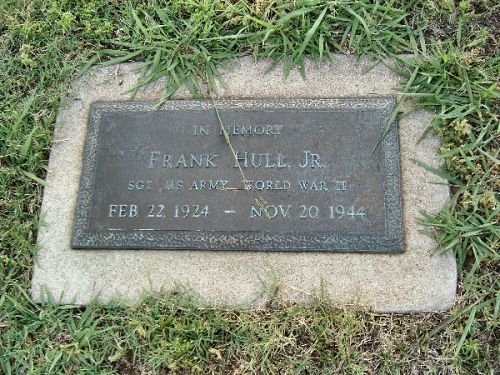 IN MEMORY
FRANK HULL, JR.
SGT US ARMY WORLD WAR II
FEB 22 1924 – NOV 20 1944